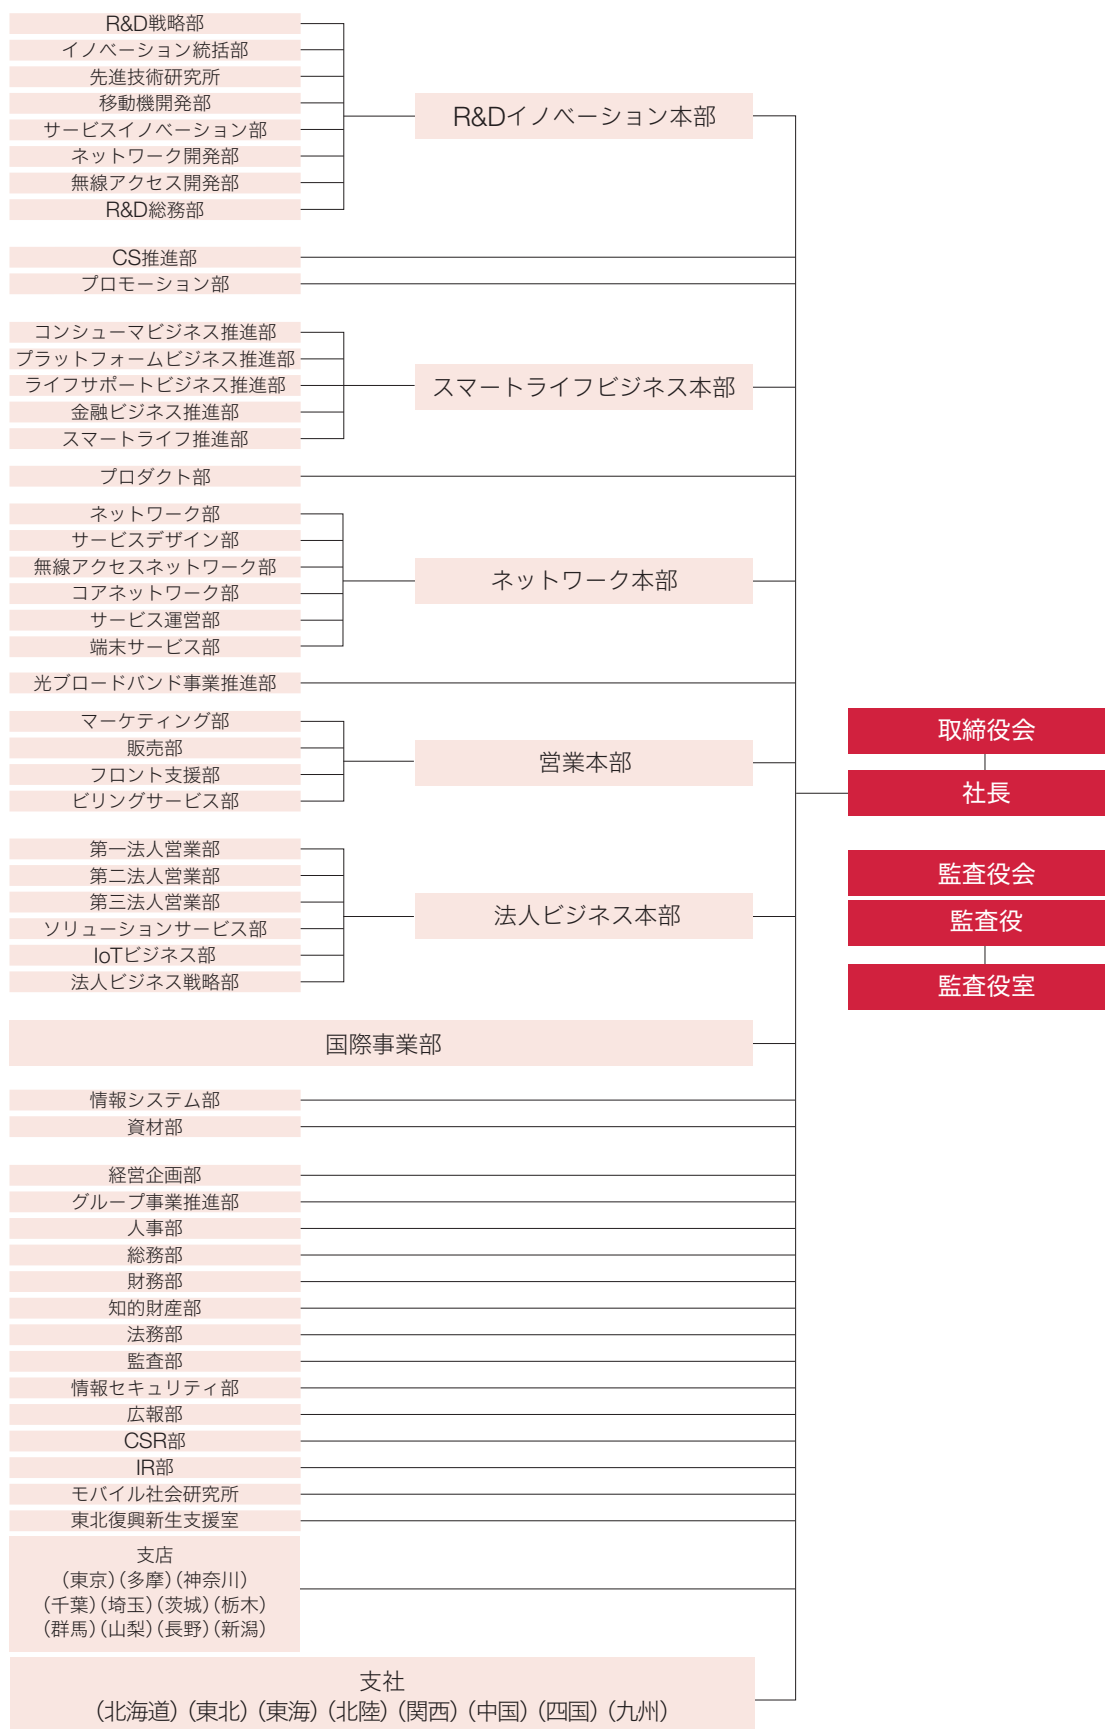 R&D戦略部
イノベーション統括部
先進技術研究所
移動機開発部
サービスイノベーション部
ネットワーク開発部
無線アクセス開発部
R&D総務部
R&Dイノベーション本部
CS推進部
プロモーション部
コンシューマビジネス推進部
プラットフォームビジネス推進部
ライフサポートビジネス推進部
金融ビジネス推進部
スマートライフ推進部
スマートライフビジネス本部
プロダクト部
ネットワーク部
サービスデザイン部
無線アクセスネットワーク部
コアネットワーク部
サービス運営部
端末サービス部
ネットワーク本部
光ブロードバンド事業推進部
マーケティング部
販売部
フロント支援部
ビリングサービス部
営業本部
第一法人営業部
第二法人営業部
第三法人営業部
ソリューションサービス部
IoTビジネス部
法人ビジネス戦略部
法人ビジネス本部
国際事業部
情報システム部
資材部
経営企画部
グループ事業推進部
人事部
総務部
財務部
知的財産部
法務部
監査部
情報セキュリティ部
広報部
CSR部
IR部
モバイル社会研究所
東北復興新生支援室
支店
(東京)(多摩)(神奈川)
(千葉)(埼玉)(茨城)(栃木)
(群馬)(山梨)(長野)(新潟)
支社
(北海道)(東北)(東海)(北陸)(関西)(中国)(四国)(九州)
取締役会
社長
監査役会
監査役
監査役室